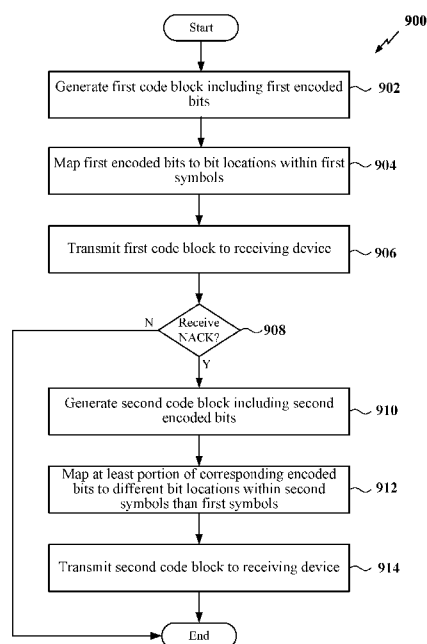 Start
900
Generate first code block including first encoded
bits
902
Map first encoded bits to bit locations within first
symbols
904
Transmit first code block to receiving device
906
N
Receive
NACK?
908
Y
Generate second code block including second
encoded bits
910
Map at least portion of corresponding encoded
bits to different bit locations within second
symbols than first symbols
912
Transmit second code block to receiving device
914
End